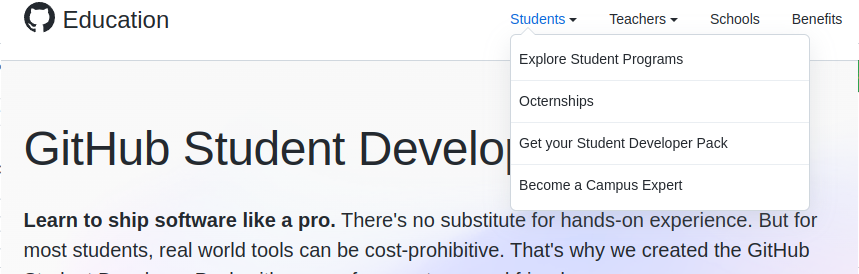 Education
Students Teachers Schools Benefits
Explore Student Programs
Octernships
Get your Student Developer Pack
Become a Campus Expert
GitHub Student Develop
Learn to ship software like a pro. There's no substitute for hands-on experience. But for
most students, real world tools can be cost-prohibitive. That's why we created the GitHub